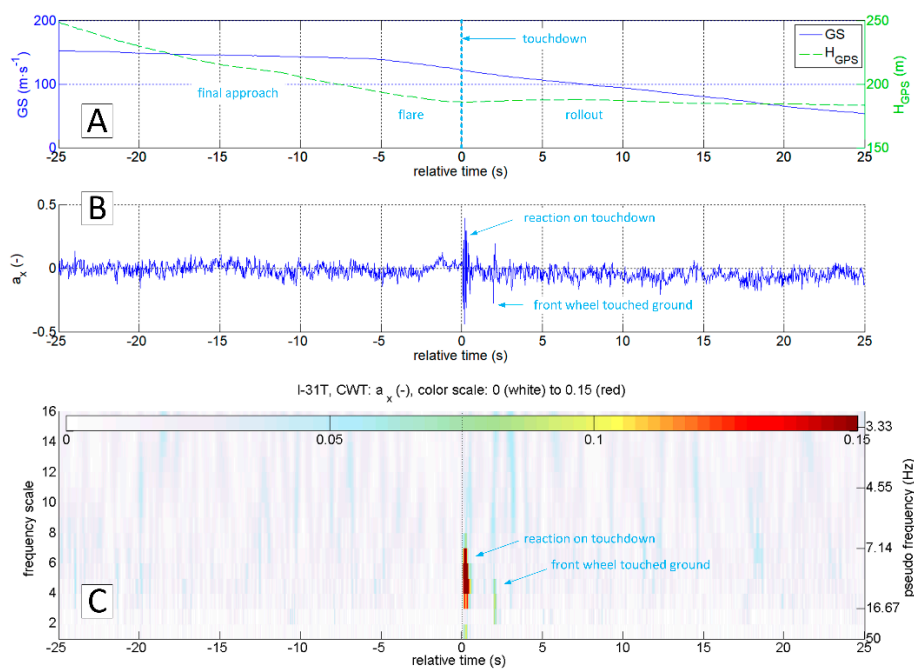 200
100
0
GS (m·s⁻¹)
250
200
150
H_GPS (m)
GS
H_GPS
touchdown
final approach
flare
rollout
A
-25 -20 -15 -10 -5 0 5 10 15 20 25
relative time (s)
B
0.5
0
-0.5
a_x (-)
reaction on touchdown
front wheel touched ground
-25 -20 -15 -10 -5 0 5 10 15 20 25
relative time (s)
I-31T, CWT: a_x (-), color scale: 0 (white) to 0.15 (red)
16
14
12
10
8
6
4
2
frequency scale
0 0.05 0.1 0.15
3.33
4.55
7.14
16.67
50
pseudo frequency (Hz)
reaction on touchdown
front wheel touched ground
C
-25 -20 -15 -10 -5 0 5 10 15 20 25
relative time (s)